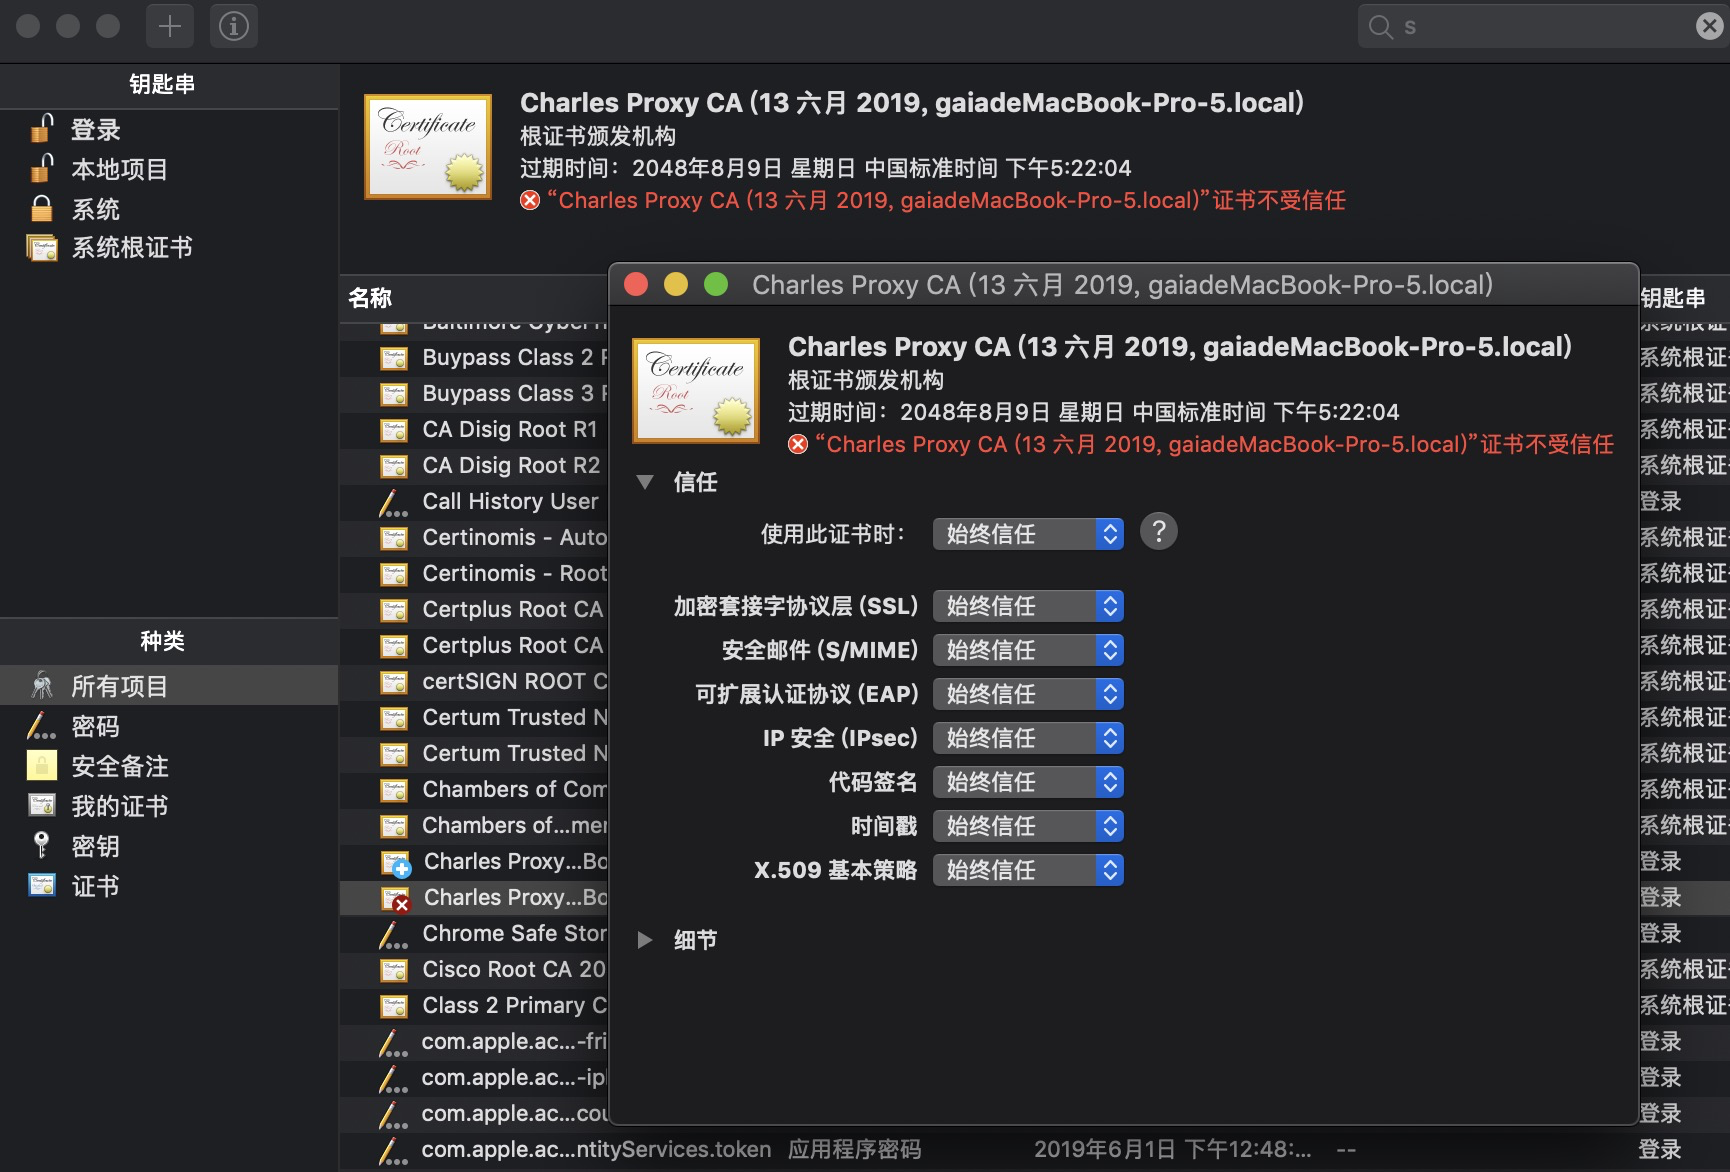 s
钥匙串
登录
本地项目
系统
系统根证书
Charles Proxy CA (13 六月 2019, gaiadeMacBook-Pro-5.local)
根证书颁发机构
过期时间：2048年8月9日 星期日 中国标准时间 下午5:22:04
“Charles Proxy CA (13 六月 2019, gaiadeMacBook-Pro-5.local)”证书不受信任
Certificate
Root
名称
钥匙串
Buypass Class 2
系统根证
Buypass Class 3
系统根证
CA Disig Root R1
系统根证
CA Disig Root R2
系统根证
Call History User
登录
Certinomis - Auto
系统根证
Certinomis - Root
系统根证
Certplus Root CA
系统根证
Certplus Root CA
系统根证
certSIGN ROOT C
系统根证
Certum Trusted N
系统根证
Certum Trusted N
系统根证
Chambers of Com
系统根证
Chambers of...mer
系统根证
Charles Proxy...Bo
登录
Charles Proxy...Bo
登录
Chrome Safe Stor
登录
Cisco Root CA 20
系统根证
Class 2 Primary C
系统根证
com.apple.ac...-fri
登录
com.apple.ac...-ip
登录
com.apple.ac...cou
登录
com.apple.ac...ntityServices.token 应用程序密码 2019年6月1日 下午12:48:... -- 登录
种类
所有项目
密码
安全备注
我的证书
密钥
证书
Charles Proxy CA (13 六月 2019, gaiadeMacBook-Pro-5.local)
Certificate
Root
Charles Proxy CA (13 六月 2019, gaiadeMacBook-Pro-5.local)
根证书颁发机构
过期时间：2048年8月9日 星期日 中国标准时间 下午5:22:04
“Charles Proxy CA (13 六月 2019, gaiadeMacBook-Pro-5.local)”证书不受信任
信任
使用此证书时： 始终信任 ?
加密套接字协议层 (SSL) 始终信任
安全邮件 (S/MIME) 始终信任
可扩展认证协议 (EAP) 始终信任
IP 安全 (IPsec) 始终信任
代码签名 始终信任
时间戳 始终信任
X.509 基本策略 始终信任
细节